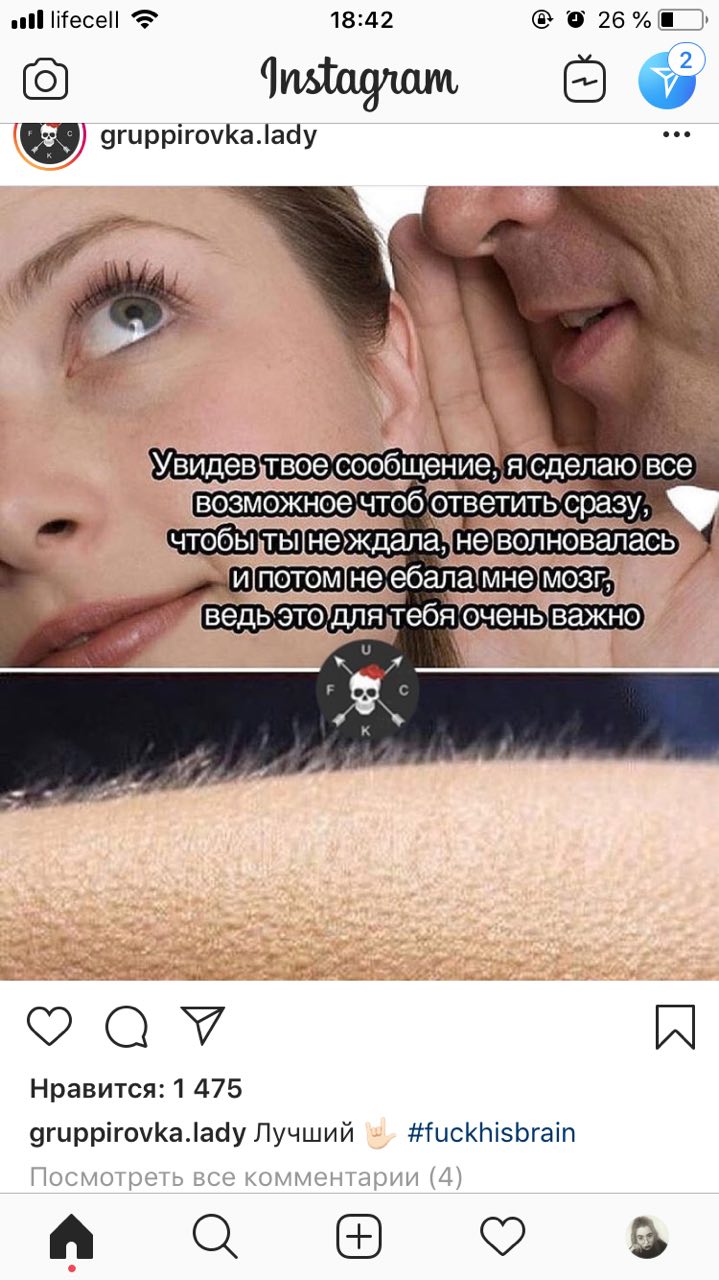 lifecell
18:42
26 %
Instagram
2
F C
K
gruppirovka.lady
Увидев твое сообщение, я сделаю все
возможное чтоб ответить сразу,
чтобы ты не ждала, не волновалась
и потом не ебала мне мозг,
ведь это для тебя очень важно
U
F C
K
Нравится: 1 475
gruppirovka.lady Лучший 🤟🏻 #fuckhisbrain
Посмотреть все комментарии (4)